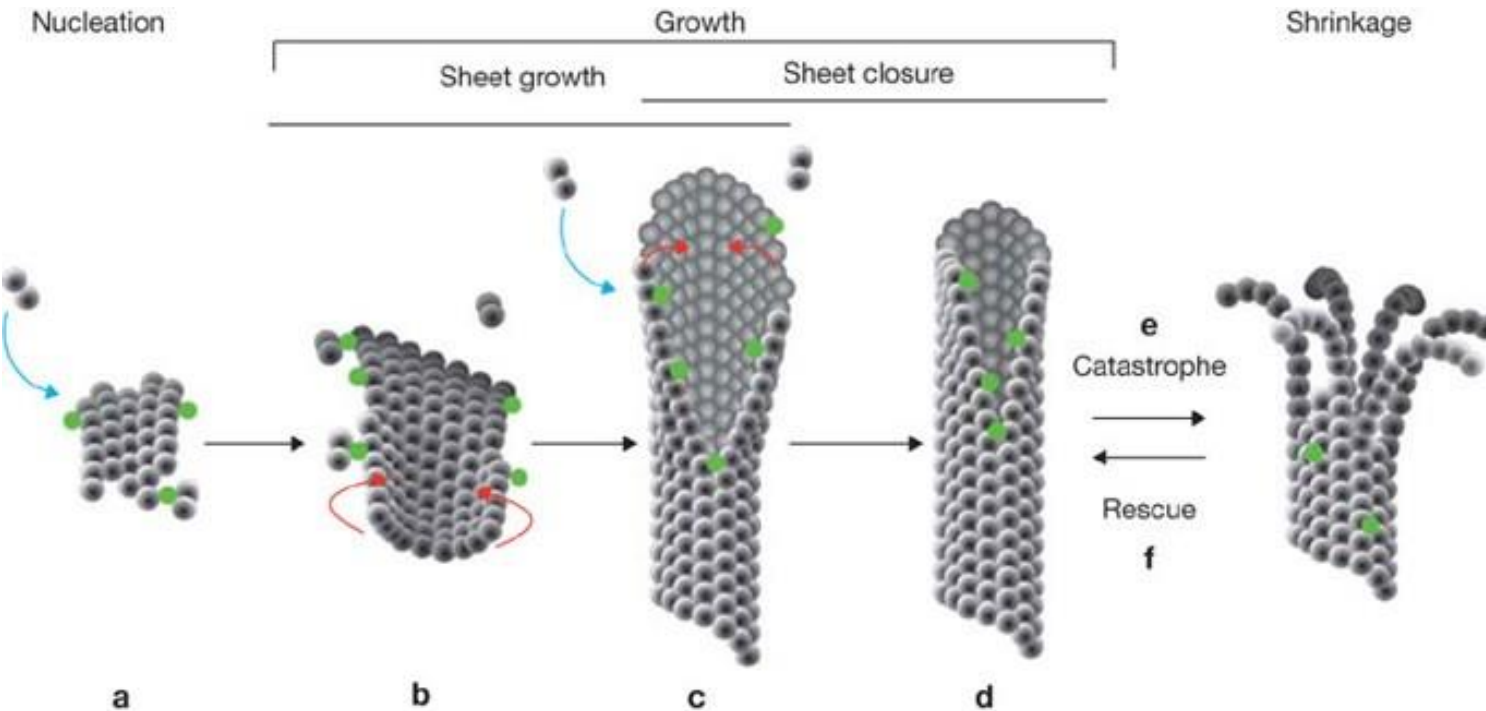 Nucleation
Growth
Shrinkage
Sheet growth
Sheet closure
e
Catastrophe
Rescue
f
a
b
c
d